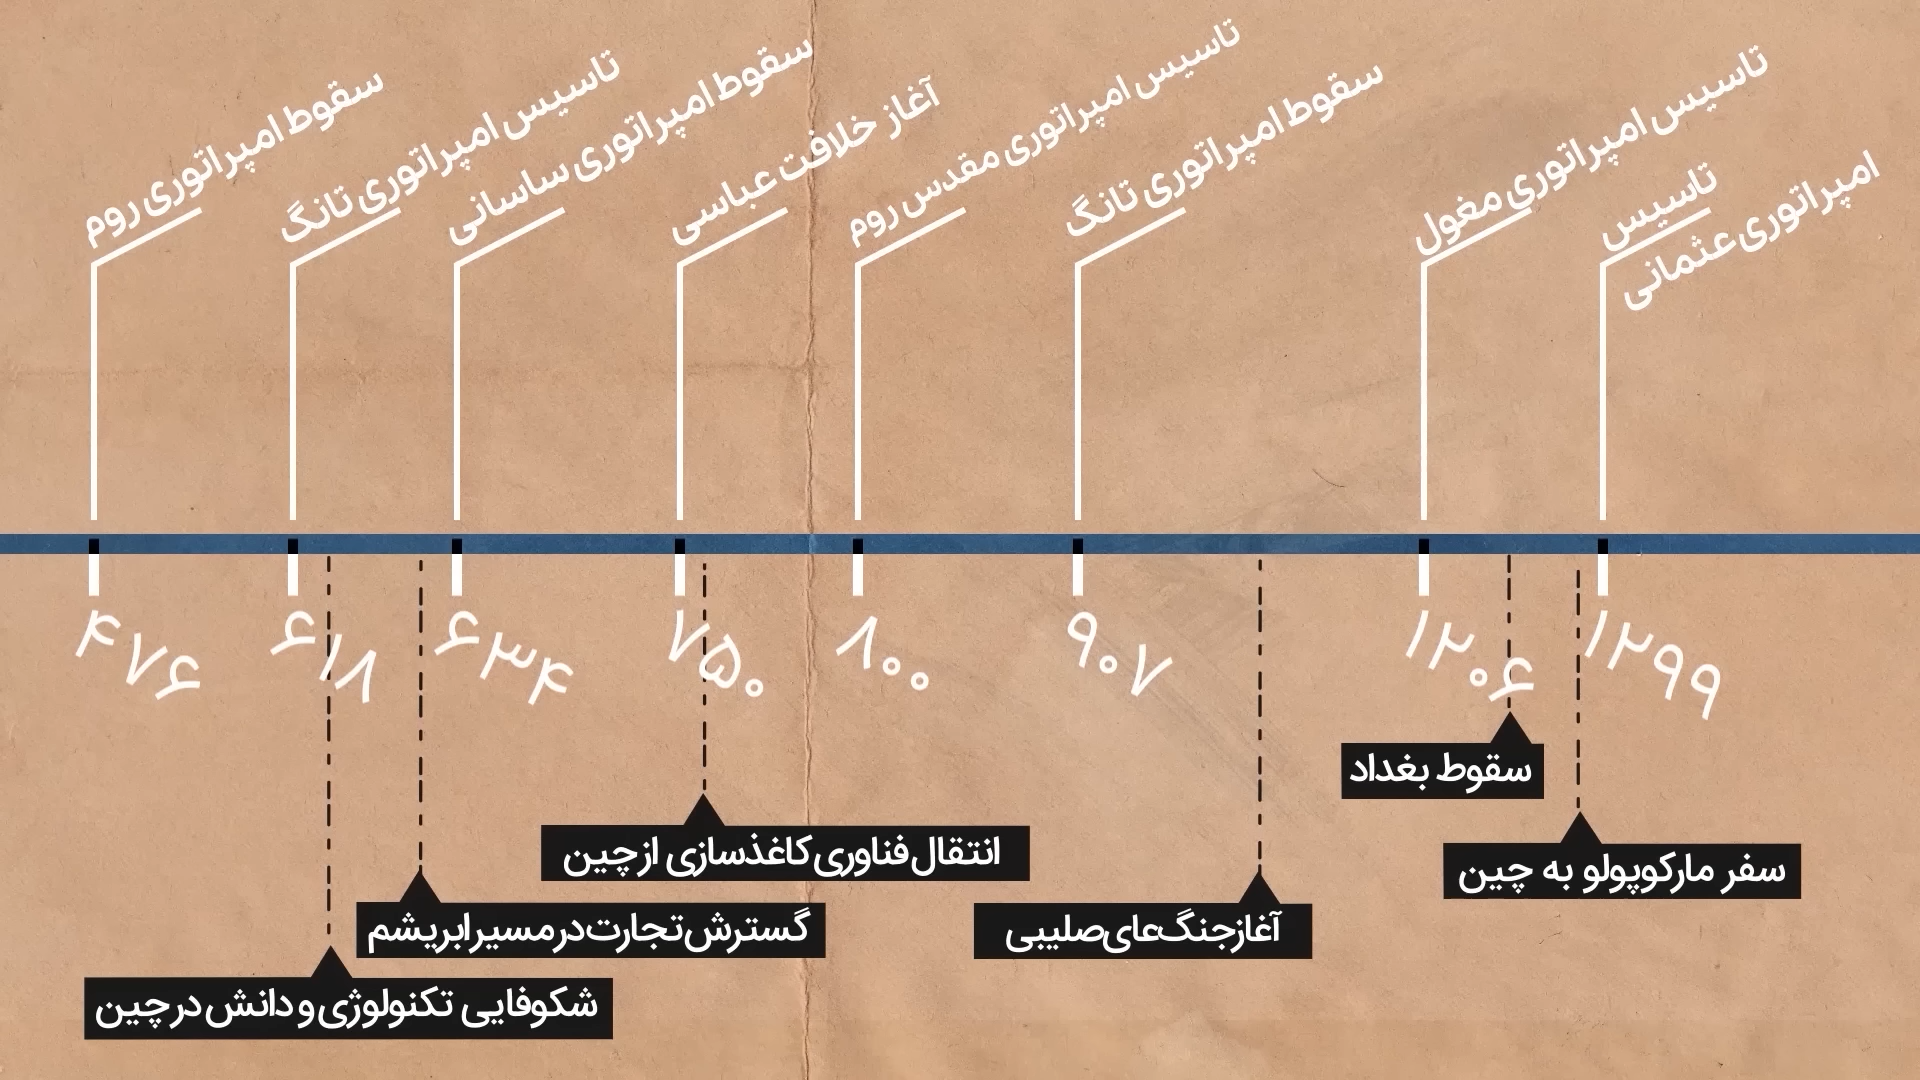 سقوط امپراتوری روم
تاسیس امپراتوری تانگ
سقوط امپراتوری ساسانی
آغاز خلافت عباسی
تاسیس امپراتوری مقدس روم
سقوط امپراتوری تانگ
تاسیس امپراتوری مغول
تاسیس
امپراتوری عثمانی
۴۷۶
۶۱۸
۶۳۴
۷۵۰
۸۰۰
۹۰۷
۱۲۰۶
۱۲۹۹
سقوط بغداد
انتقال فناوری کاغذسازی از چین
سفر مارکوپولو به چین
گسترش تجارت در مسیر ابریشم
آغاز جنگ‌های صلیبی
شکوفایی تکنولوژی و دانش در چین